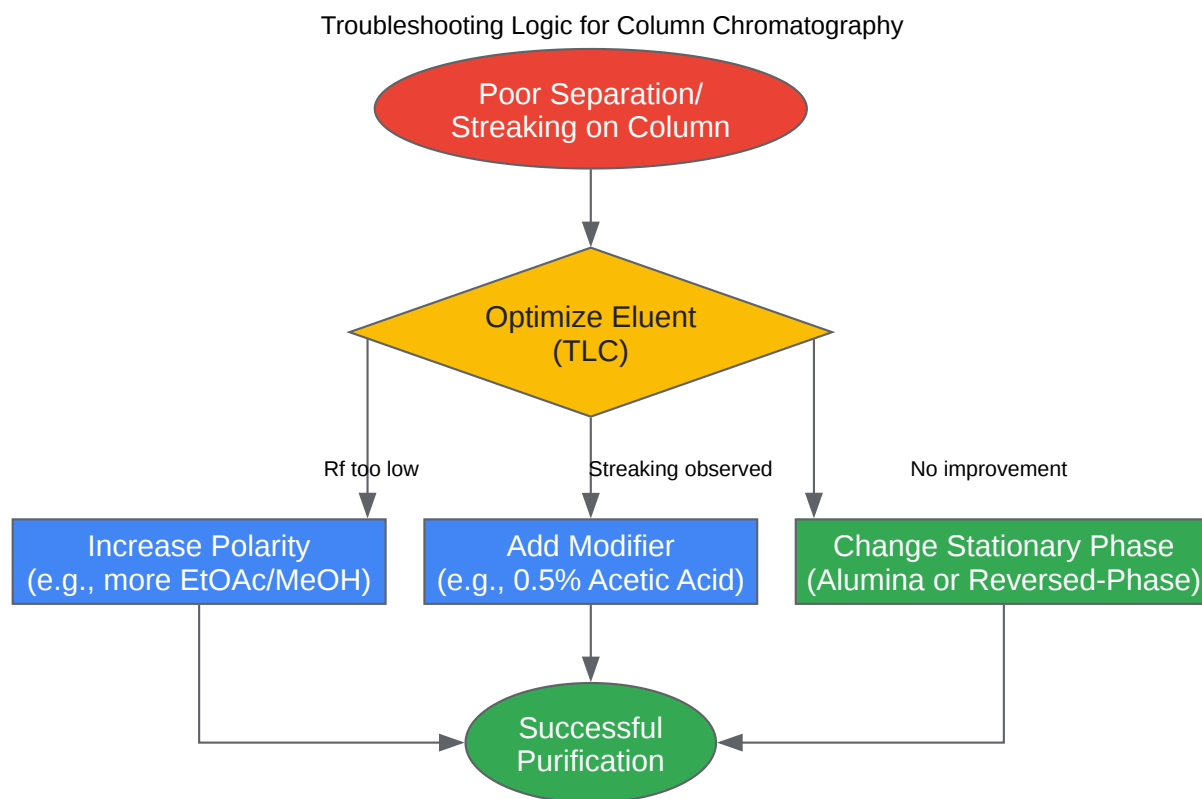 Troubleshooting Logic for Column Chromatography
Poor Separation/
Streaking on Column
Optimize Eluent
(TLC)
Rf too low
Streaking observed
No improvement
Increase Polarity
(e.g., more EtOAc/MeOH)
Add Modifier
(e.g., 0.5% Acetic Acid)
Change Stationary Phase
(Alumina or Reversed-Phase)
Successful
Purification